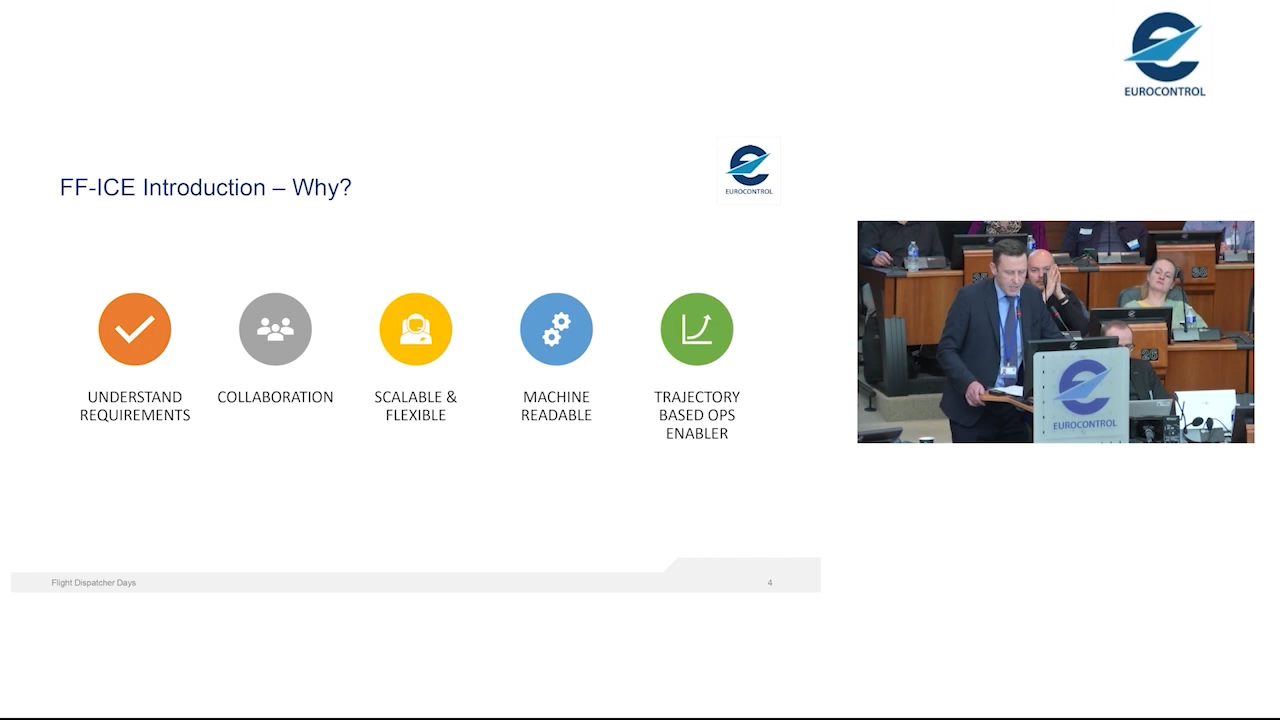 EUROCONTROL
FF-ICE Introduction – Why?
EUROCONTROL
UNDERSTAND
REQUIREMENTS
COLLABORATION
SCALABLE &
FLEXIBLE
MACHINE
READABLE
TRAJECTORY
BASED OPS
ENABLER
Flight Dispatcher Days
4
26
EUROCONTROL